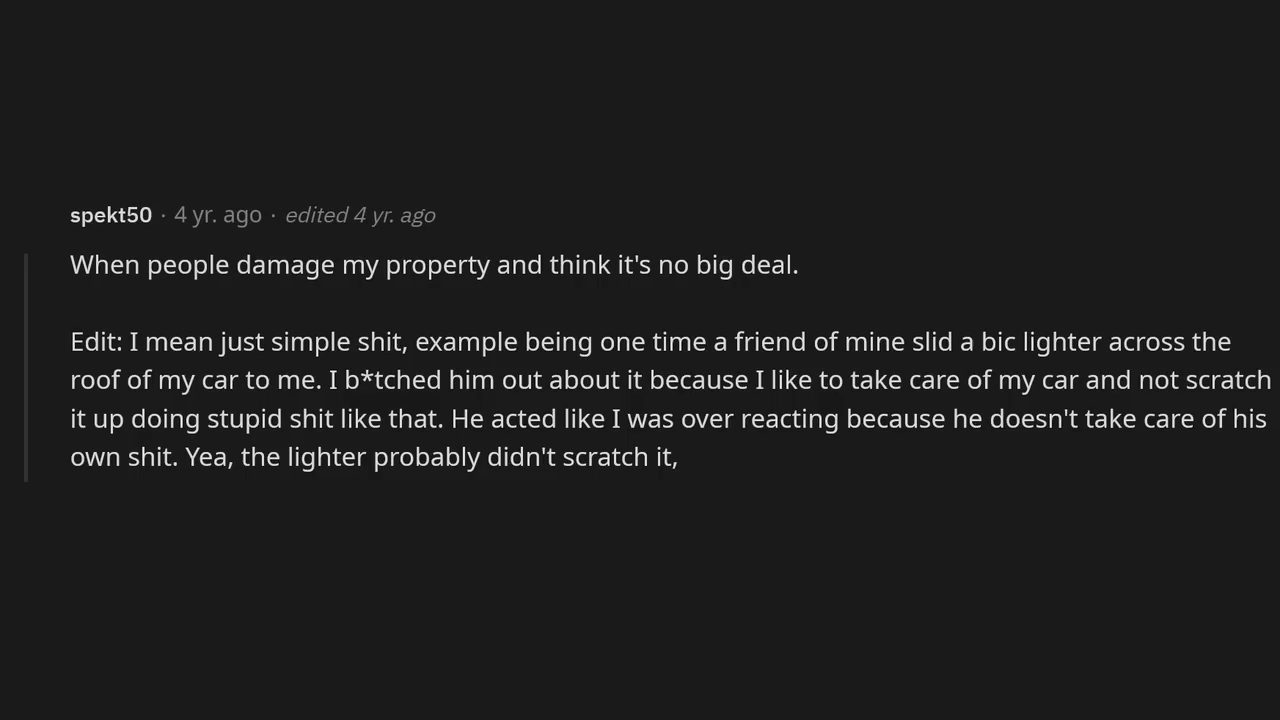 spekt50 · 4 yr. ago · edited 4 yr. ago
When people damage my property and think it's no big deal.
Edit: I mean just simple shit, example being one time a friend of mine slid a bic lighter across the
roof of my car to me. I b*tched him out about it because I like to take care of my car and not scratch
it up doing stupid shit like that. He acted like I was over reacting because he doesn't take care of his
own shit. Yea, the lighter probably didn't scratch it,